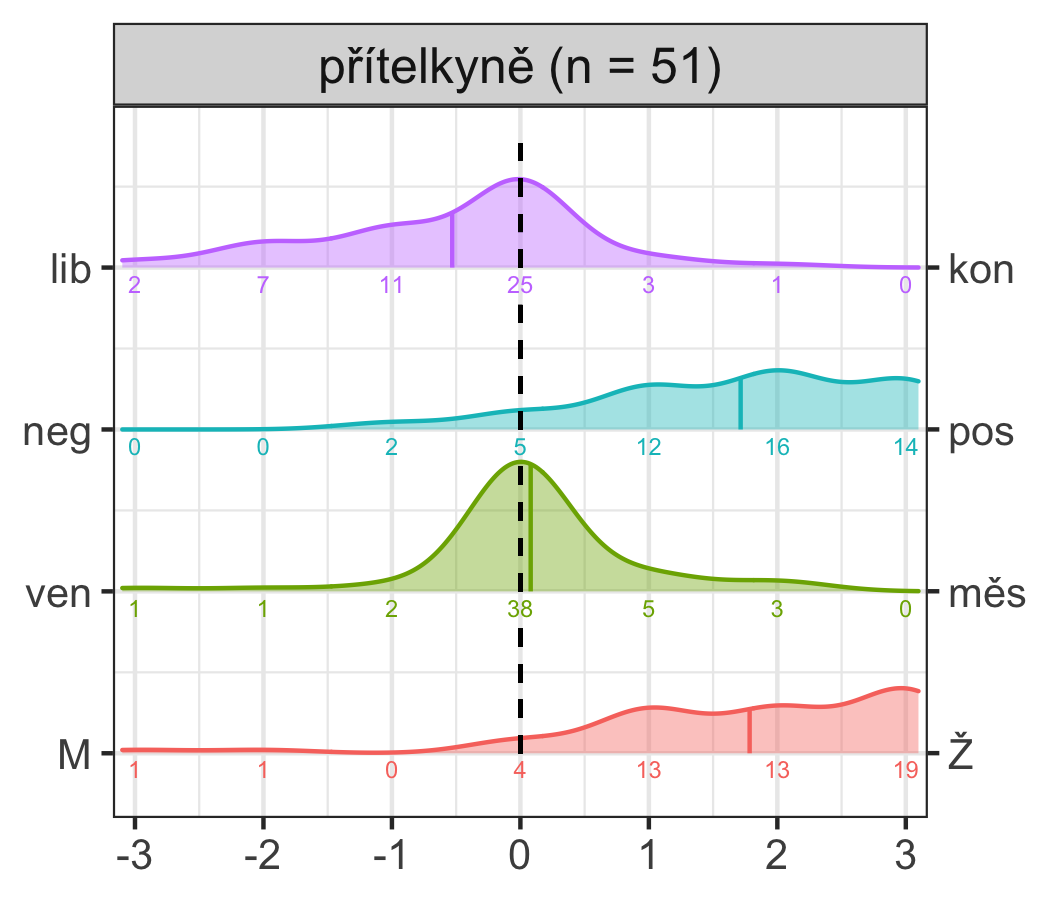 přítelkyně (n = 51)
lib kon
2 7 11 25 3 1 0
neg pos
0 0 2 5 12 16 14
ven měs
1 1 2 38 5 3 0
M Ž
1 1 0 4 13 13 19
-3 -2 -1 0 1 2 3